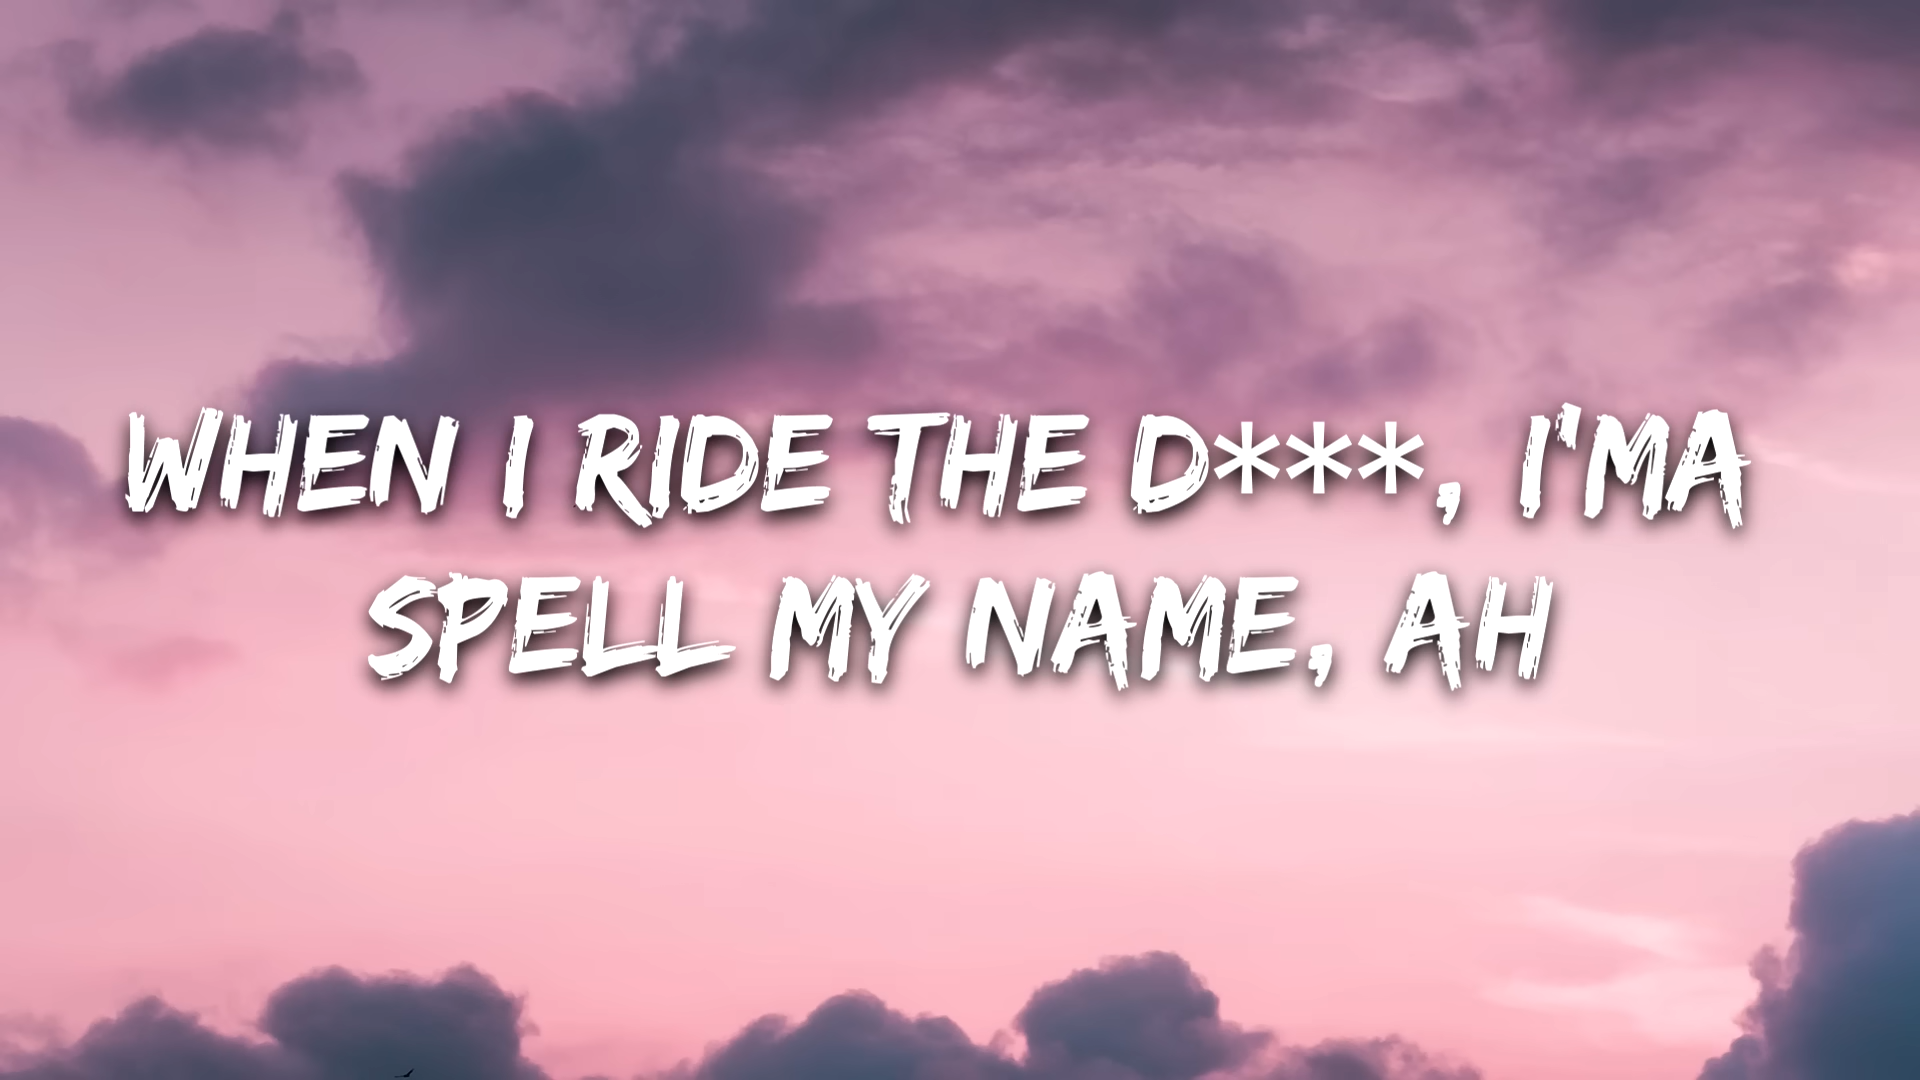 WHEN I RIDE THE D***, I'MA
SPELL MY NAME, AH